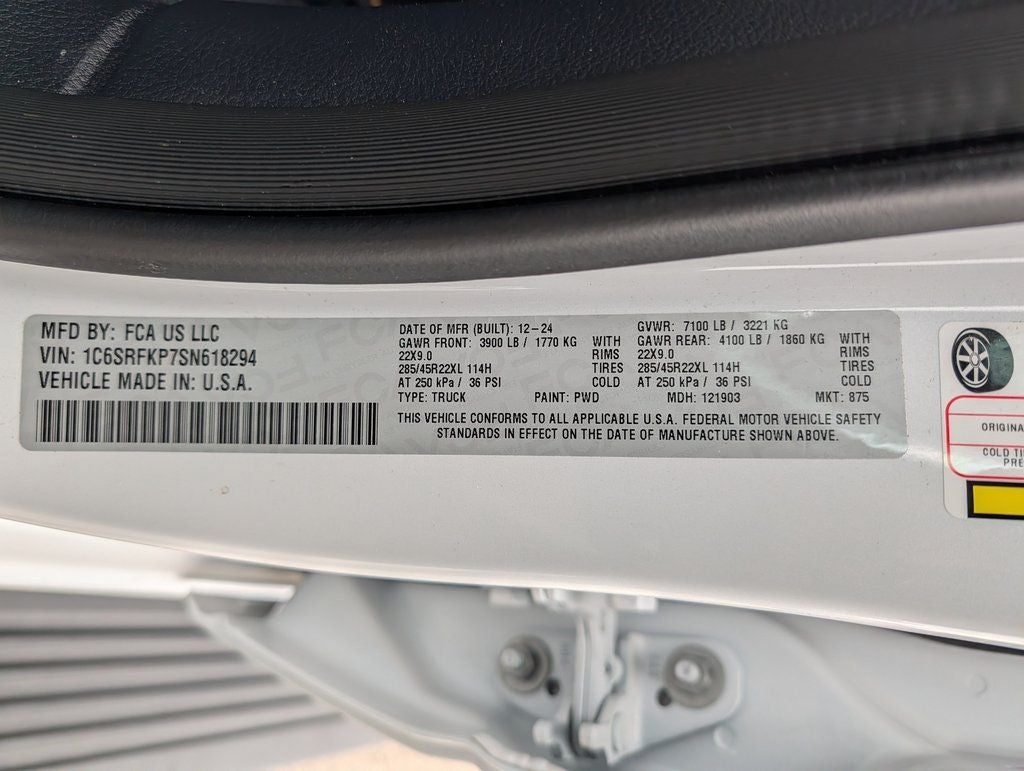 MFD BY: FCA US LLC
VIN: 1C6SRFKP7SN618294
VEHICLE MADE IN: U.S.A.
DATE OF MFR (BUILT): 12-24
GAWR FRONT: 3900 LB / 1770 KG WITH
22X9.0 RIMS
285/45R22XL 114H TIRES
AT 250 kPa / 36 PSI COLD
GVWR: 7100 LB / 3221 KG
GAWR REAR: 4100 LB / 1860 KG WITH
22X9.0 RIMS
285/45R22XL 114H TIRES
AT 250 kPa / 36 PSI COLD
TYPE: TRUCK PAINT: PWD MDH: 121903 MKT: 875
THIS VEHICLE CONFORMS TO ALL APPLICABLE U.S.A. FEDERAL MOTOR VEHICLE SAFETY
STANDARDS IN EFFECT ON THE DATE OF MANUFACTURE SHOWN ABOVE.
ORIGINA
COLD TI
PRE